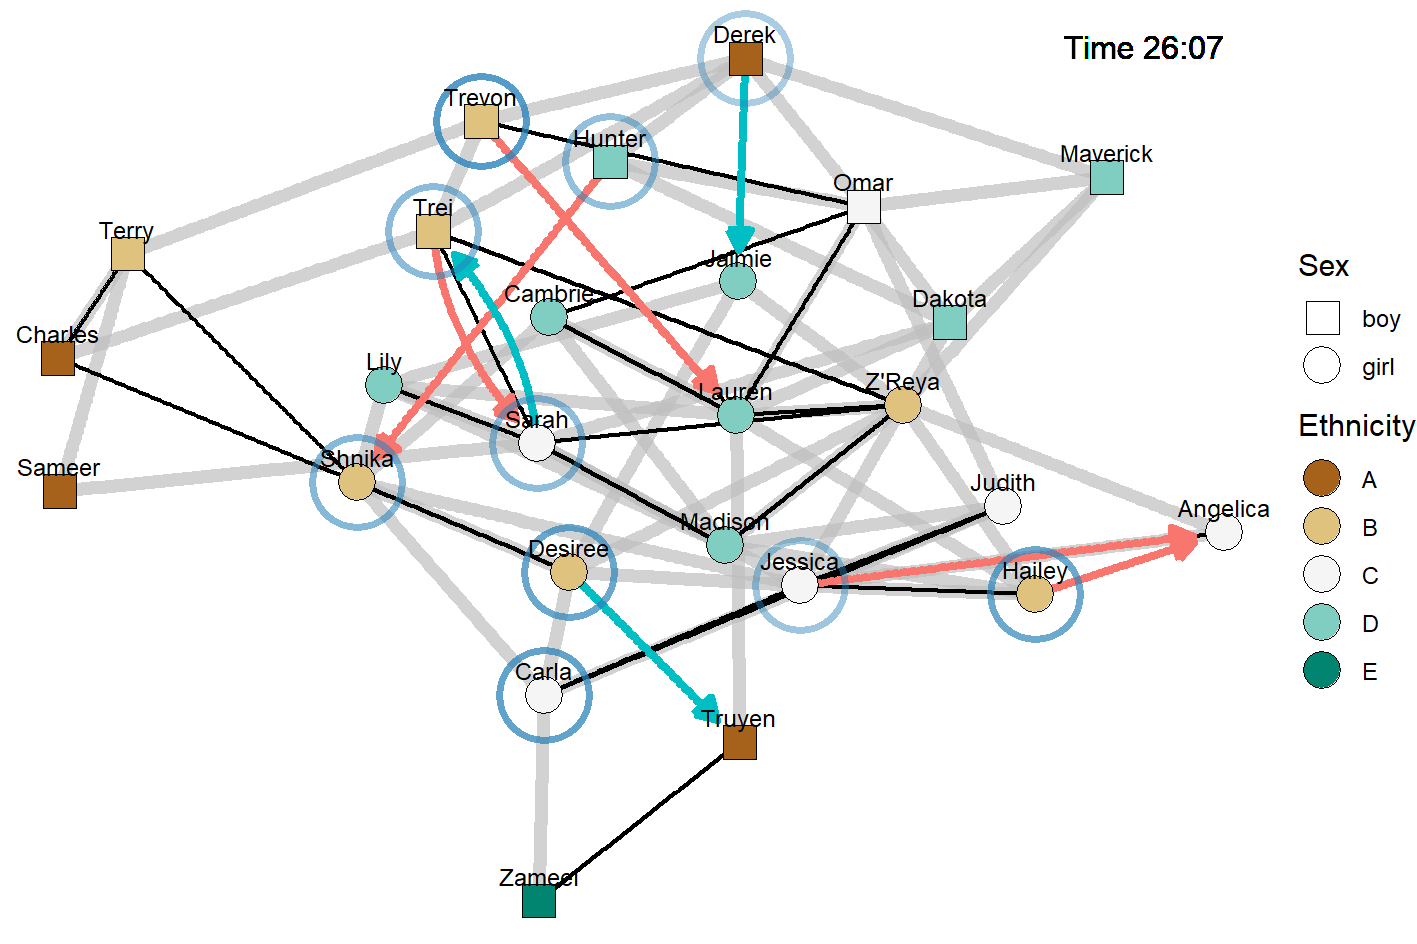 Derek
Time 26:07
Trevon
Hunter
Maverick
Omar
Trei
Terry
Jaimie
Sex
Cambrie
Dakota
boy
Charles
Lily
girl
Z'Reya
Lauren
Sarah
Ethnicity
Shnika
Sameer
A
Judith
Angelica
Madison
B
Desiree
Jessica
Hailey
C
D
Carla
E
Truyen
Zameel